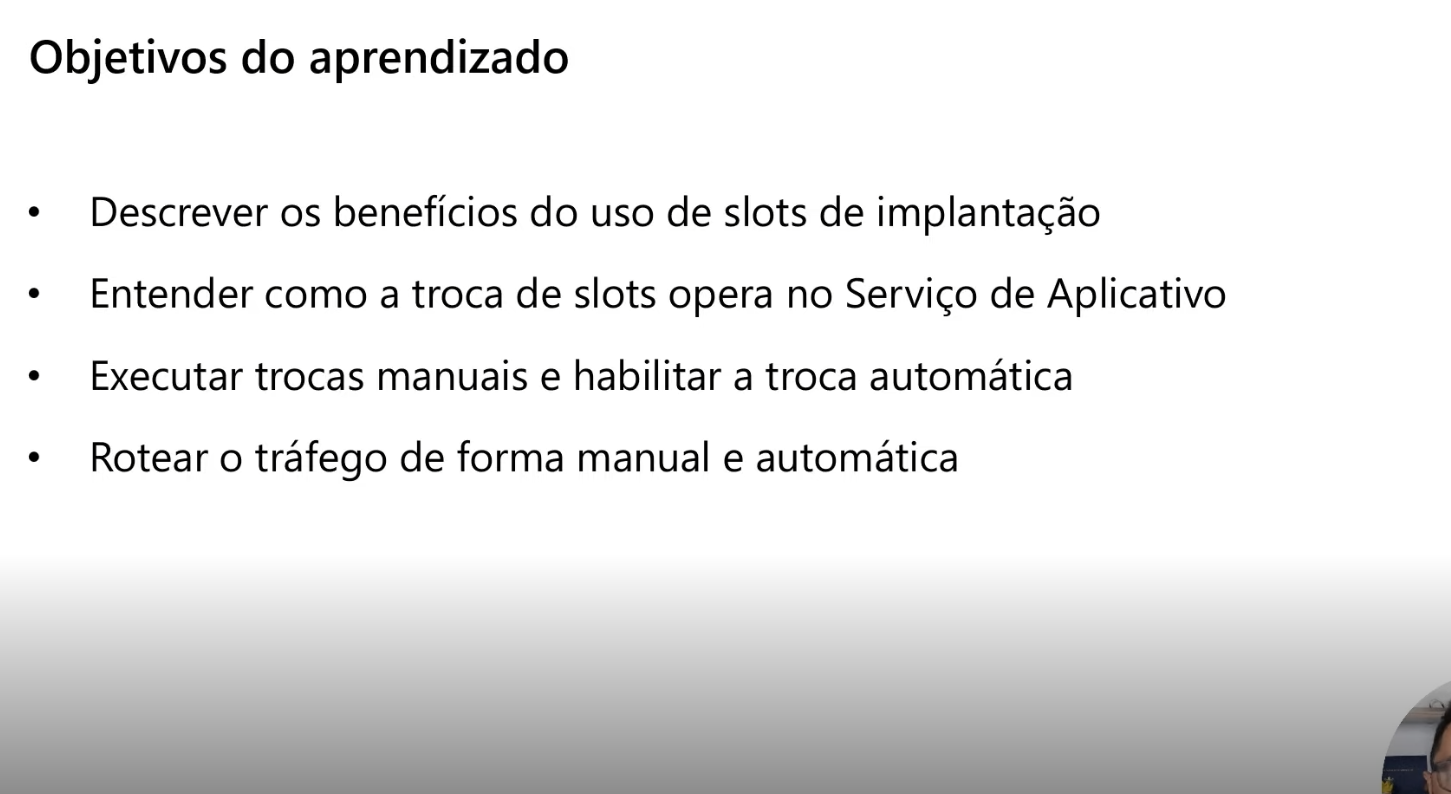 Objetivos do aprendizado
• Descrever os benefícios do uso de slots de implantação
• Entender como a troca de slots opera no Serviço de Aplicativo
• Executar trocas manuais e habilitar a troca automática
• Rotear o tráfego de forma manual e automática